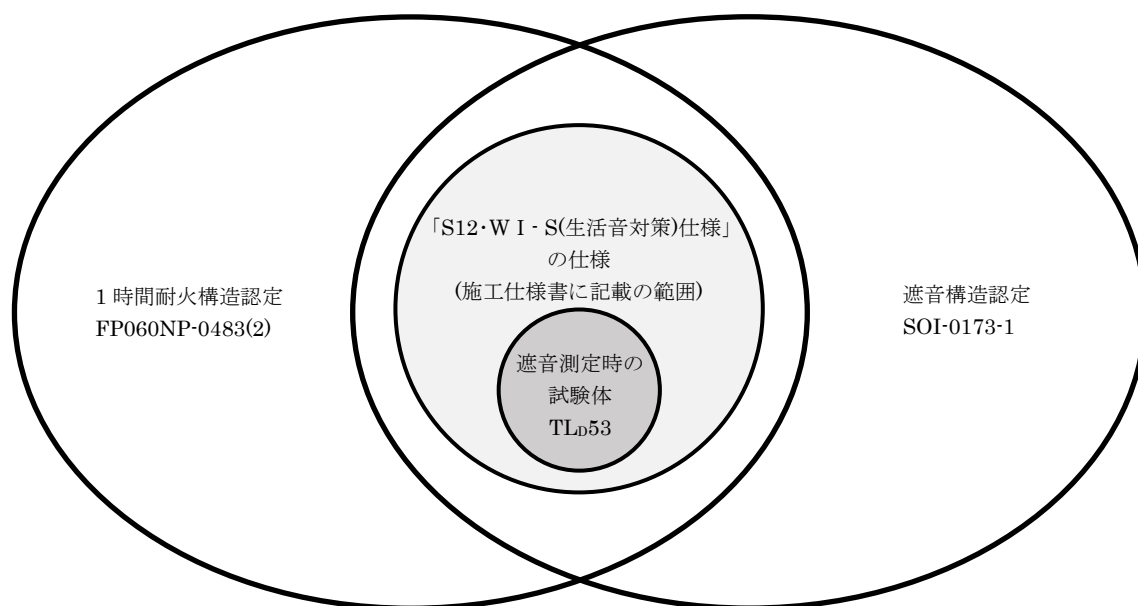 「S12･WⅠ- S(生活音対策)仕様」
の仕様
(施工仕様書に記載の範囲)
1 時間耐火構造認定
FP060NP-0483(2)
遮音構造認定
SOI-0173-1
遮音測定時の
試験体
TLD53